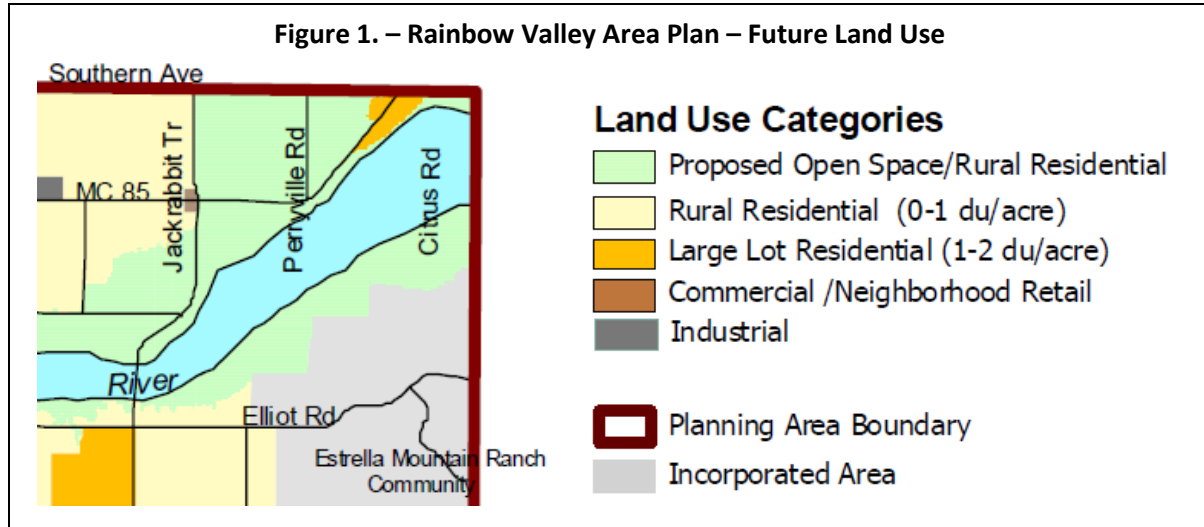 Figure 1. – Rainbow Valley Area Plan – Future Land Use
Southern Ave
Jackrabbit Tr
Perryville Rd
Citrus Rd
MC 85
River
Elliot Rd
Estrella Mountain Ranch
Community
Land Use Categories
Proposed Open Space/Rural Residential
Rural Residential (0-1 du/acre)
Large Lot Residential (1-2 du/acre)
Commercial /Neighborhood Retail
Industrial
Planning Area Boundary
Incorporated Area